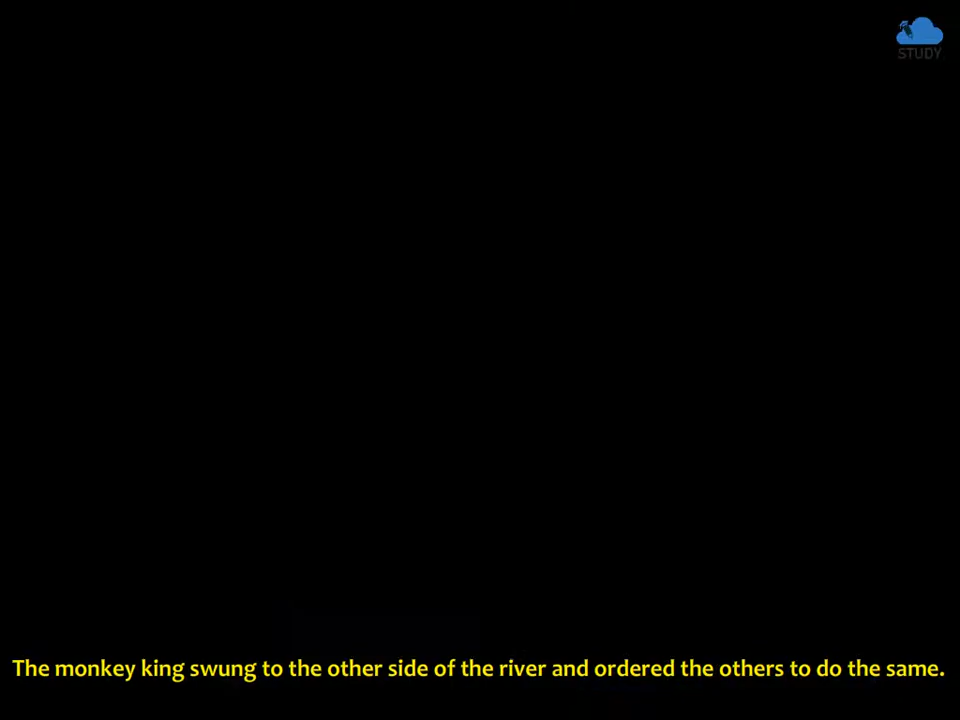 STUDY
The monkey king swung to the other side of the river and ordered the others to do the same.